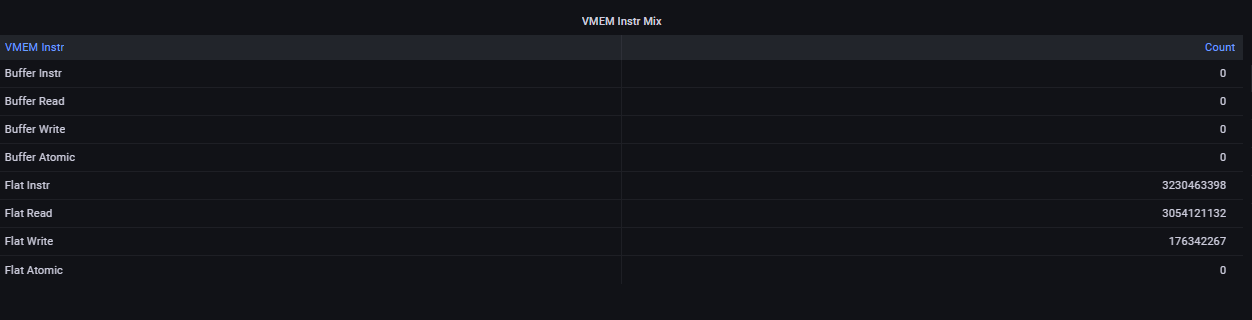 VMEM Instr Mix
VMEM Instr Count
Buffer Instr 0
Buffer Read 0
Buffer Write 0
Buffer Atomic 0
Flat Instr 3230463398
Flat Read 3054121132
Flat Write 176342267
Flat Atomic 0